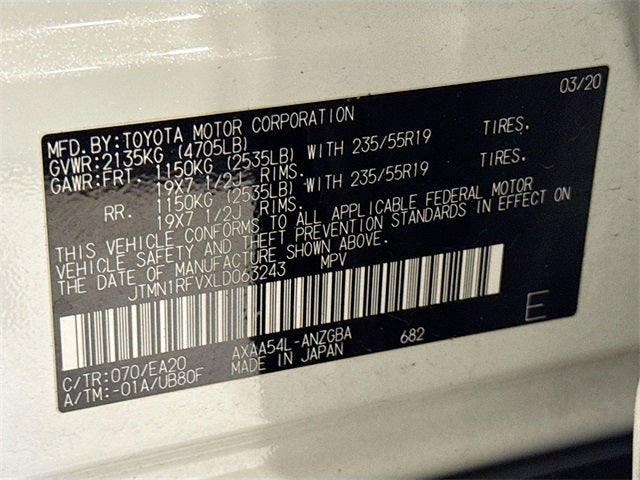 03/20
MFD.BY:TOYOTA MOTOR CORPORATION
GVWR:2135KG (4705LB)
GAWR:FRT. 1150KG (2535LB) WITH 235/55R19 TIRES.
19X7 1/2J RIMS.
RR. 1150KG (2535LB) WITH 235/55R19 TIRES.
19X7 1/2J RIMS.
THIS VEHICLE CONFORMS TO ALL APPLICABLE FEDERAL MOTOR
VEHICLE SAFETY AND THEFT PREVENTION STANDARDS IN EFFECT ON
THE DATE OF MANUFACTURE SHOWN ABOVE.
JTMN1RFVXLD063243 MPV
E
AXAA54L-ANZGBA 682
C/TR:070/EA20 MADE IN JAPAN
A/TM:-01A/UB80F